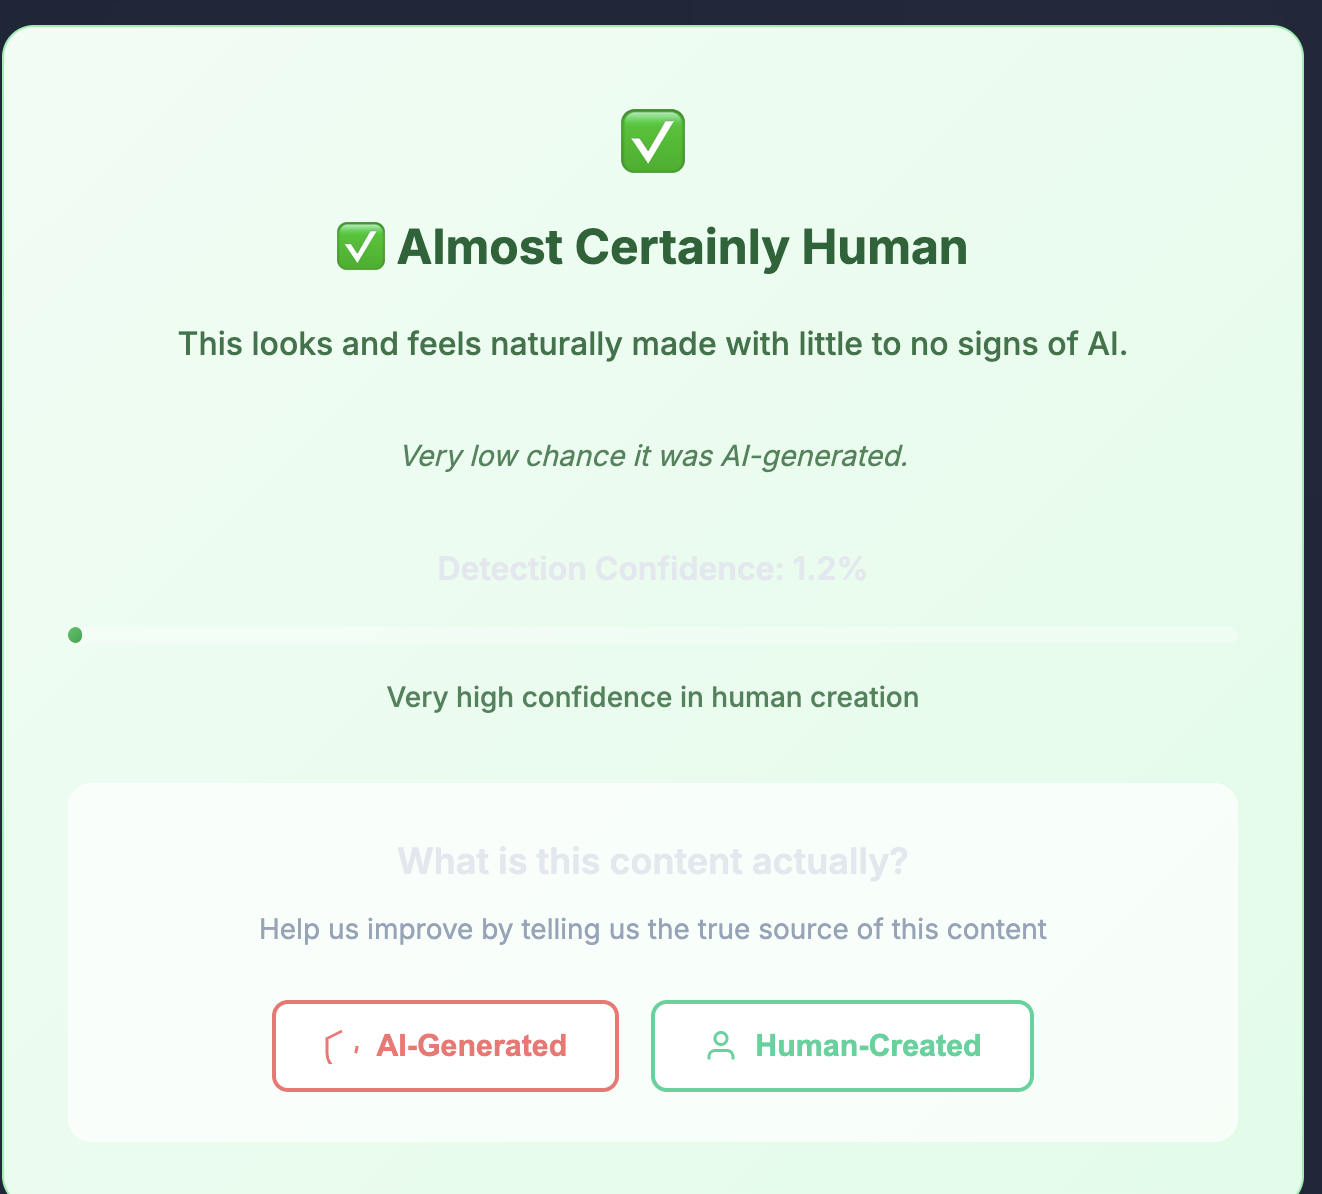 ✅ Almost Certainly Human
This looks and feels naturally made with little to no signs of AI.
Very low chance it was AI-generated.
Detection Confidence: 1.2%
Very high confidence in human creation
What is this content actually?
Help us improve by telling us the true source of this content
AI-Generated
Human-Created